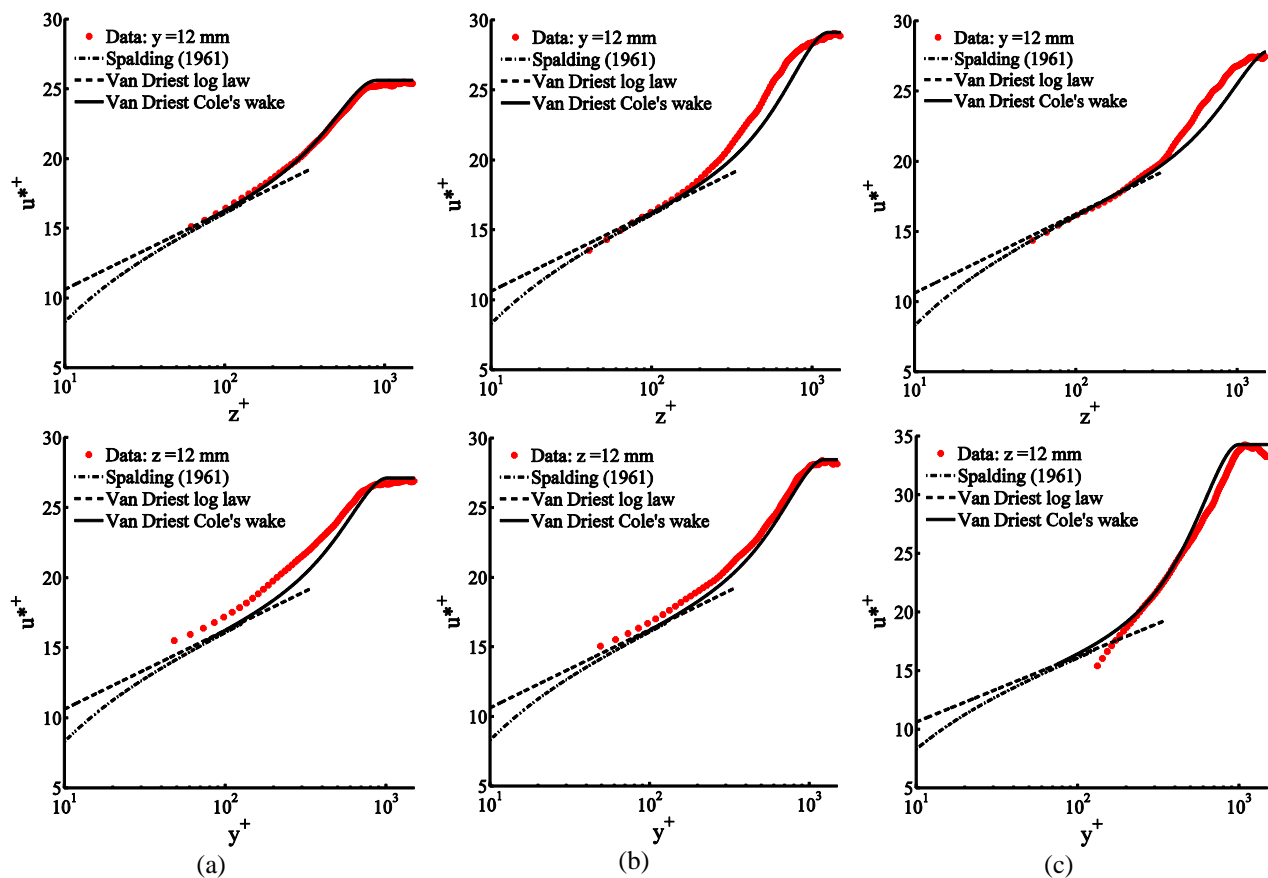 30
25
20
15
10
5
u*+
Data: y =12 mm
Spalding (1961)
Van Driest log law
Van Driest Cole's wake
10¹
10²
10³
z+
30
25
20
15
10
5
u*+
Data: y =12 mm
Spalding (1961)
Van Driest log law
Van Driest Cole's wake
10¹
10²
10³
z+
30
25
20
15
10
5
u*+
Data: y =12 mm
Spalding (1961)
Van Driest log law
Van Driest Cole's wake
10¹
10²
10³
z+
30
25
20
15
10
5
u*+
Data: z =12 mm
Spalding (1961)
Van Driest log law
Van Driest Cole's wake
10¹
10²
10³
y+
(a)
30
25
20
15
10
5
u*+
Data: z =12 mm
Spalding (1961)
Van Driest log law
Van Driest Cole's wake
10¹
10²
10³
y+
(b)
35
30
25
20
15
10
5
u*+
Data: z =12 mm
Spalding (1961)
Van Driest log law
Van Driest Cole's wake
10¹
10²
10³
y+
(c)